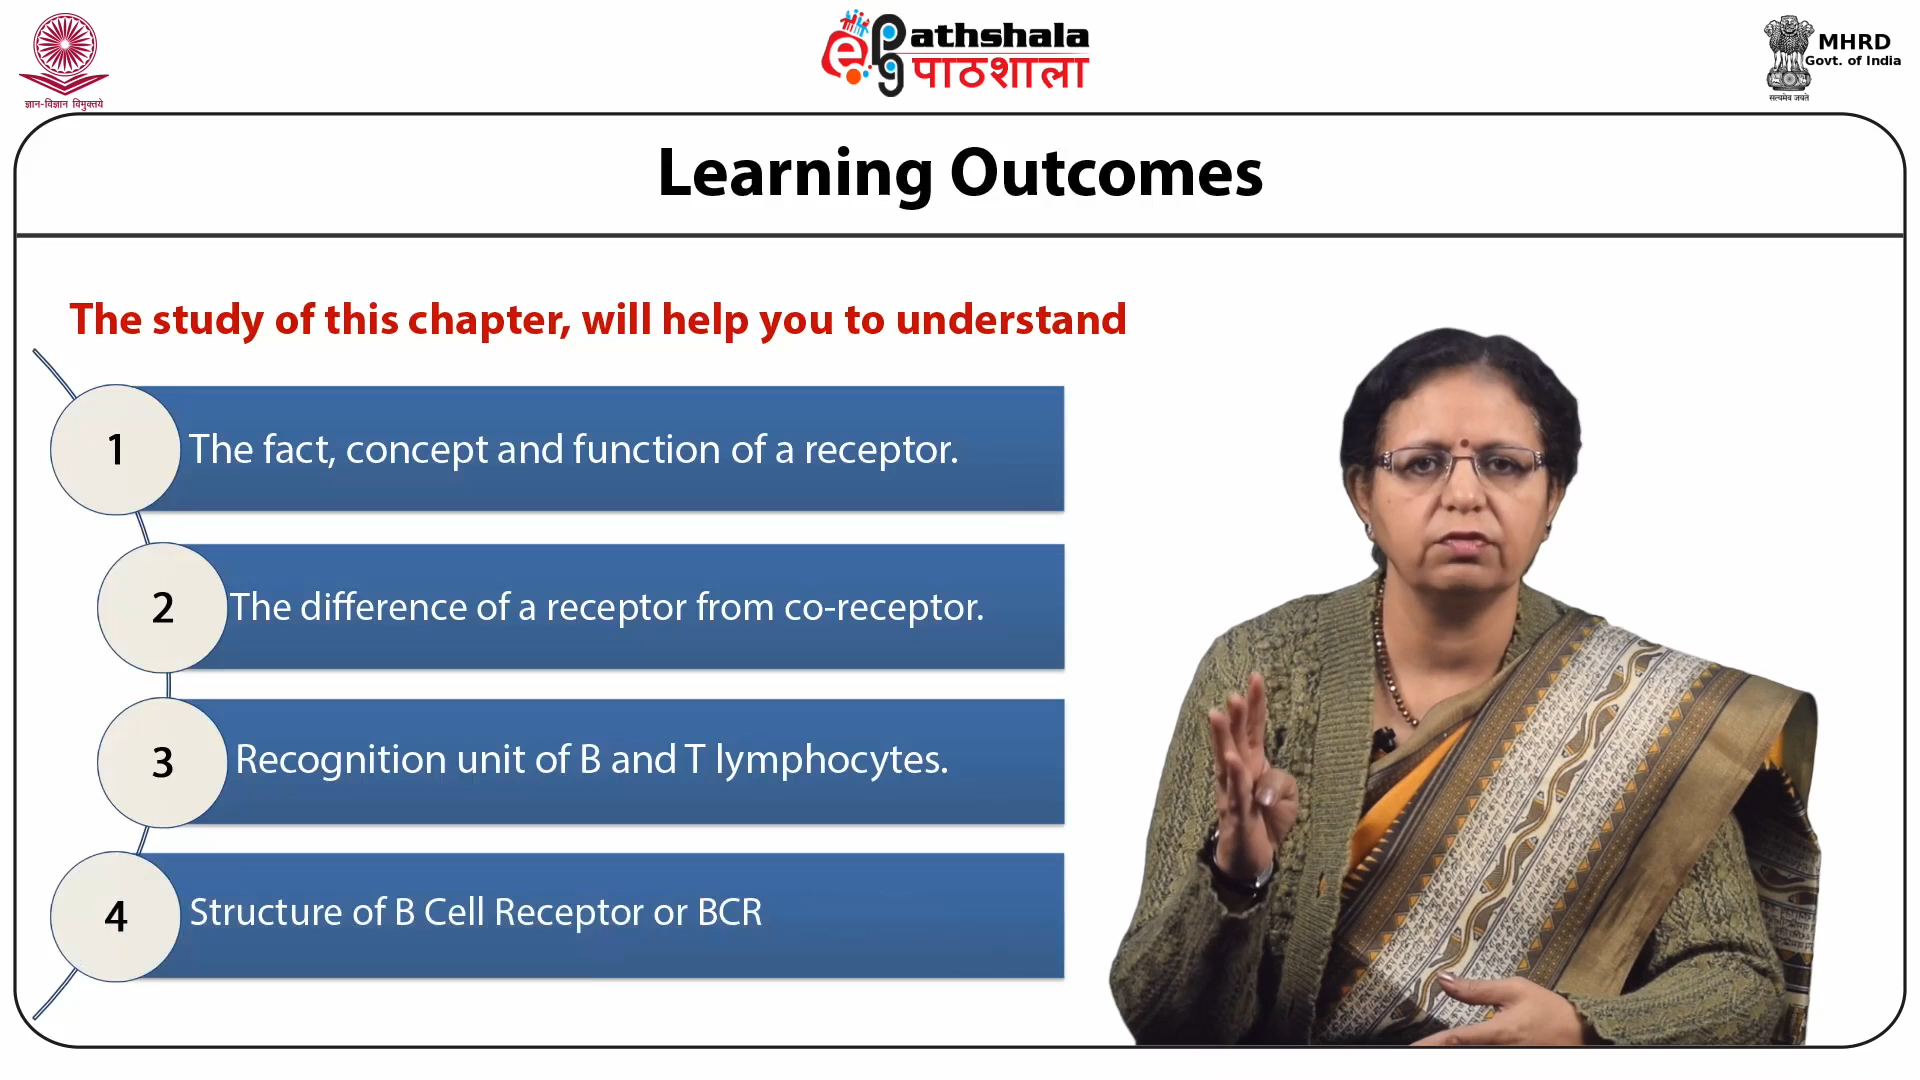 ज्ञान-विज्ञान विमुक्तये
ePathshala
पाठशाला
MHRD
Govt. of India
सत्यमेव जयते
Learning Outcomes
The study of this chapter, will help you to understand
1 The fact, concept and function of a receptor.
2 The difference of a receptor from co-receptor.
3 Recognition unit of B and T lymphocytes.
4 Structure of B Cell Receptor or BCR